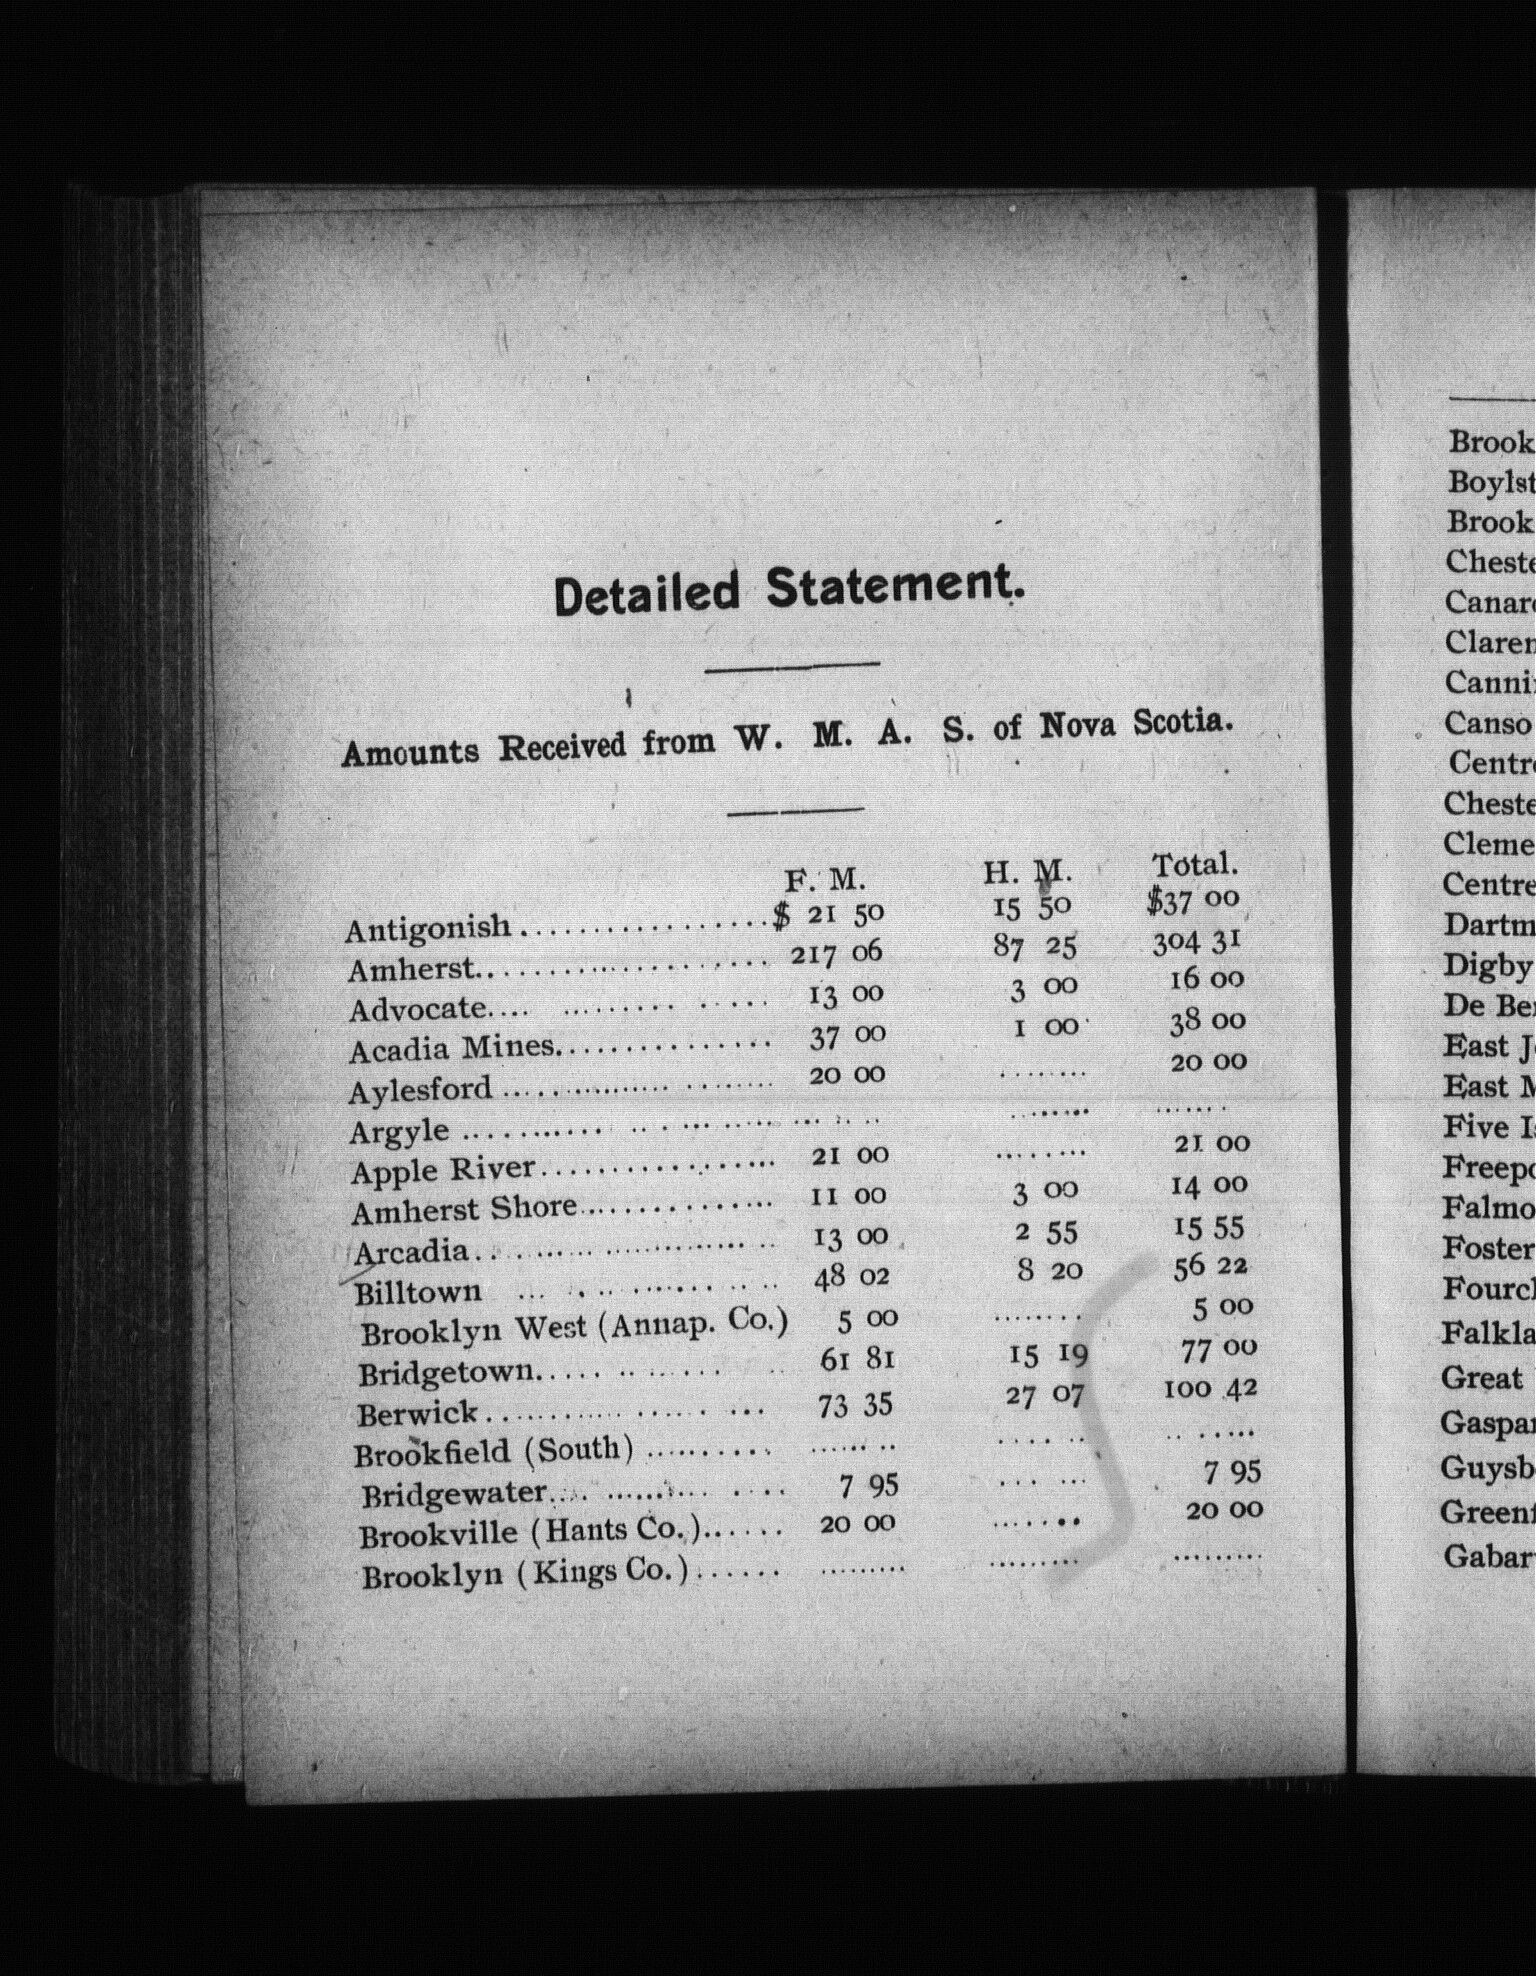 Detailed Statement.
Amounts Received from W. M. A. S. of Nova Scotia.
F. M. H. M. Total.
Antigonish ..................$ 21 50 15 50 $37 00
Amherst..................... 217 06 87 25 304 31
Advocate.... .......... ..... 13 00 3 00 16 00
Acadia Mines............... 37 00 1 00 38 00
Aylesford .................. ........ 20 00 ........ 20 00
Argyle .......... .. . ... ..... ... .. .. ........ .......
Apple River................. 21 00 ........ 21 00
Amherst Shore.............. 11 00 3 00 14 00
Arcadia.. . ...... ............ .. 13 00 2 55 15 55
Billtown ... . .. ....... .. .. 48 02 8 20 56 22
Brooklyn West (Annap. Co.) 5 00 ........ 5 00
Bridgetown..... .. ... ... 61 81 15 19 77 00
Berwick............ ..... . ... 73 35 27 07 100 42
Brookfield (South) .......... ...... .. .... .. .. .....
Bridgewater.... .......... .... 7 95 ... ... 7 95
Brookville (Hants Co.)...... 20 00 ....... 20 00
Brooklyn (Kings Co.)...... ......... ......... .........
Brook
Boylst
Brook
Cheste
Canar
Claren
Canni
Canso
Centr
Cheste
Cleme
Centre
Dartm
Digby
De Be
East J
East M
Five I
Freepo
Falmo
Foster
Fourc
Falkla
Great
Gaspa
Guysb
Green
Gabar